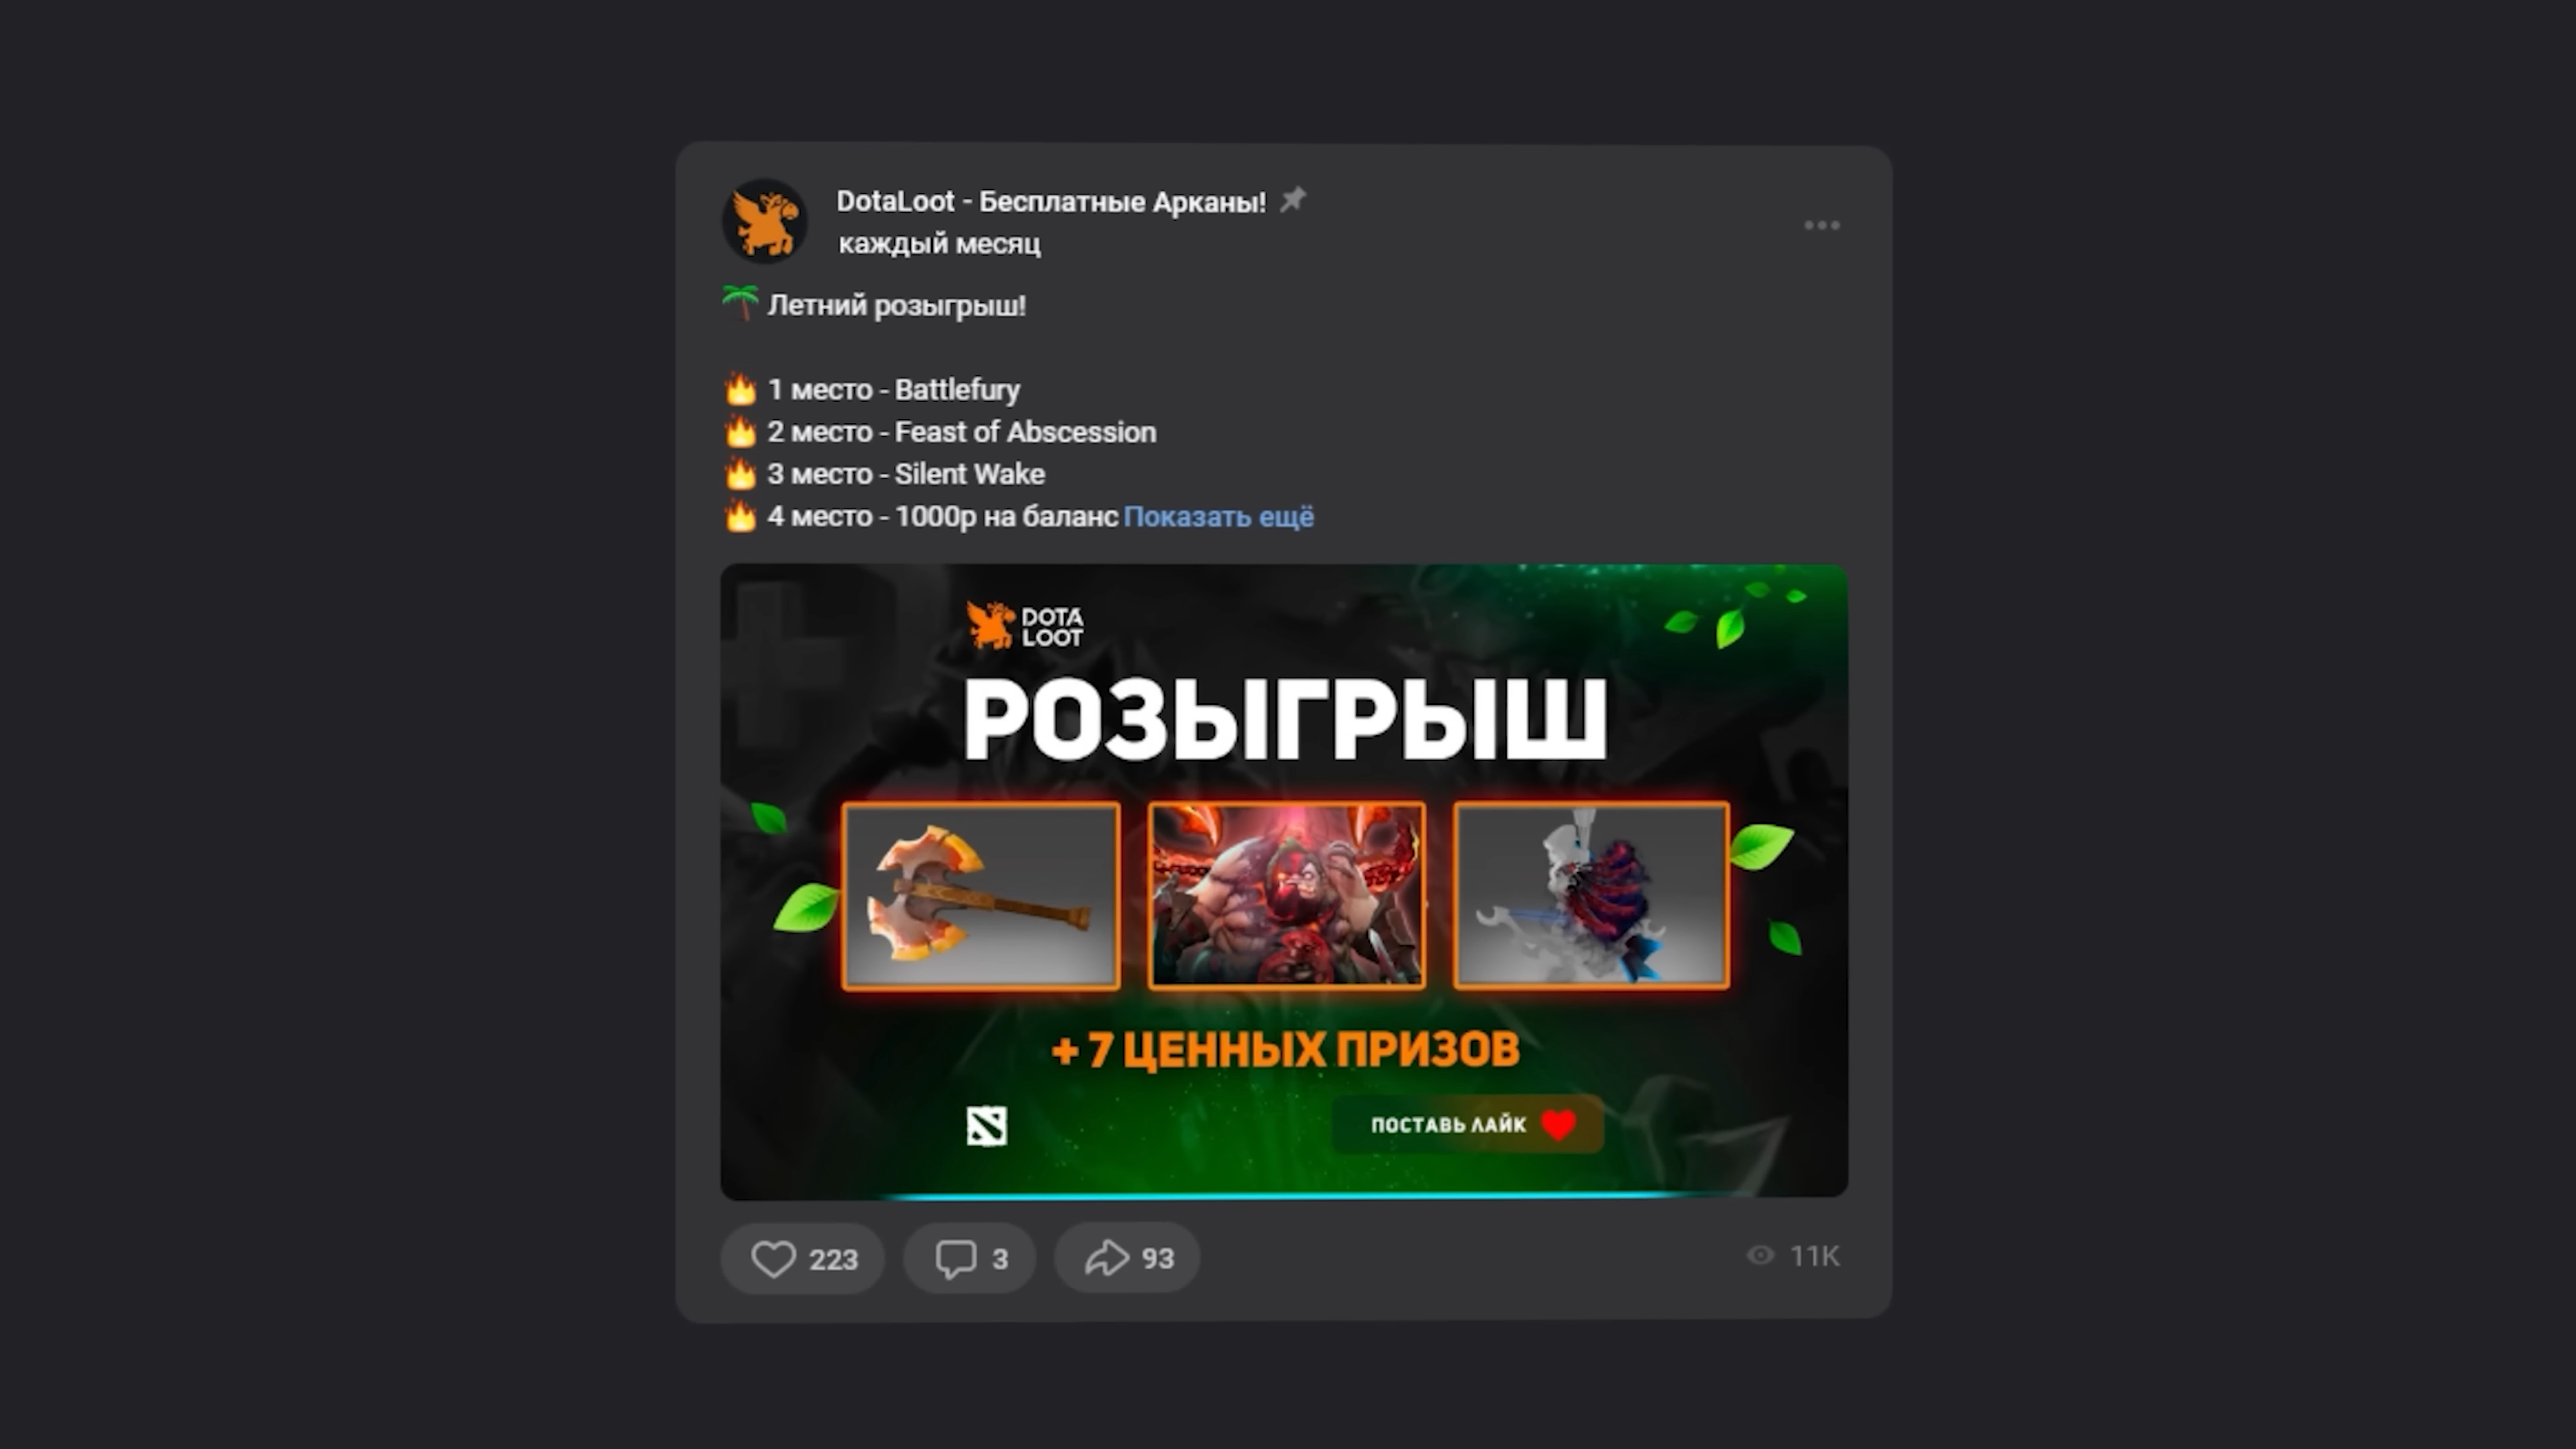 DotaLoot - Бесплатные Арканы!
каждый месяц
Летний розыгрыш!
1 место - Battlefury
2 место - Feast of Abscession
3 место - Silent Wake
4 место - 1000р на баланс Показать ещё
DOTA
LOOT
РОЗЫГРЫШ
+ 7 ЦЕННЫХ ПРИЗОВ
ПОСТАВЬ ЛАЙК
223
3
93
11K